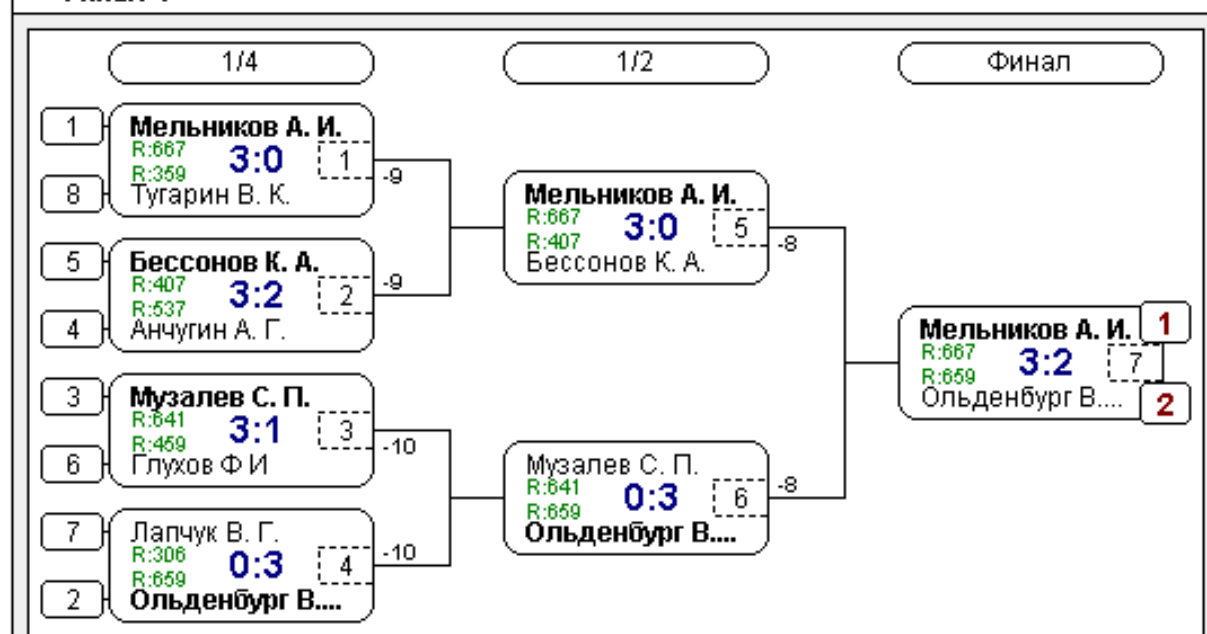 1/4
1/2
Финал
1
8
Мельников А. И.
R:667
R:359
3:0
1
Тугарин В. К.
-9
5
4
Бессонов К. А.
R:407
R:537
3:2
2
Анчугин А. Г.
-9
3
6
Музалев С. П.
R:641
R:459
3:1
3
Глухов Ф И
-10
7
2
Лапчук В. Г.
R:306
R:659
0:3
4
Ольденбург В....
-10
Мельников А. И.
R:667
R:407
3:0
5
Бессонов К. А.
-8
Музалев С. П.
R:641
R:659
0:3
6
Ольденбург В....
-8
Мельников А. И.
R:667
R:659
3:2
7
Ольденбург В....
1
2